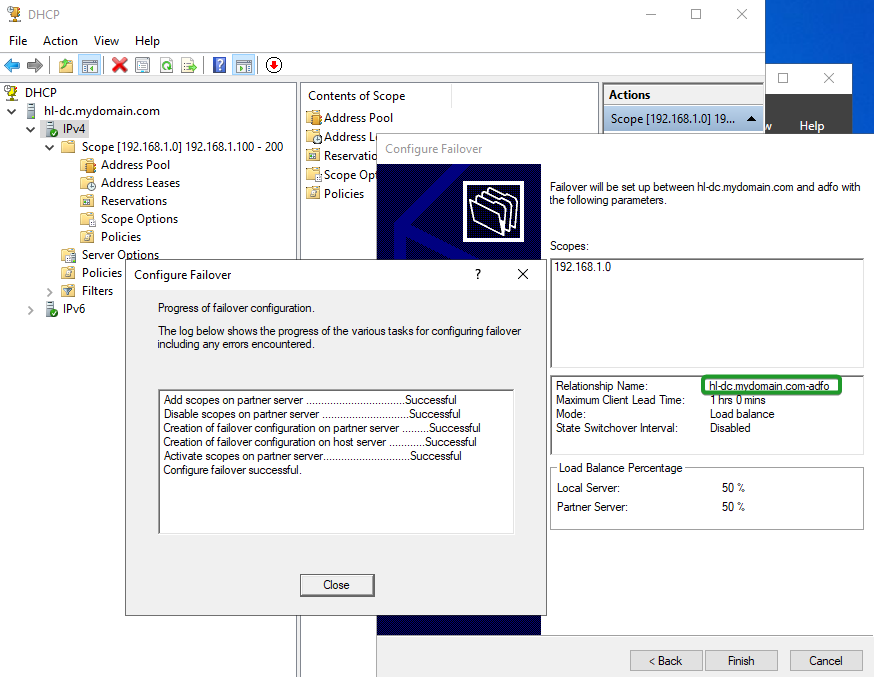 DHCP
File Action View Help
DHCP
hl-dc.mydomain.com
IPv4
Scope [192.168.1.0] 192.168.1.100 - 200
Address Pool
Address Leases
Reservations
Scope Options
Policies
Server Options
Policies
Filters
IPv6
Contents of Scope
Address Pool
Address L
Reservatio
Scope Opt
Policies
Actions
Scope [192.168.1.0] 19...
w Help
Configure Failover
Failover will be set up between hl-dc.mydomain.com and adfo with
the following parameters.
Scopes:
192.168.1.0
Relationship Name: hl-dc.mydomain.com-adfo
Maximum Client Lead Time: 1 hrs 0 mins
Mode: Load balance
State Switchover Interval: Disabled
Load Balance Percentage
Local Server: 50 %
Partner Server: 50 %
< Back Finish Cancel
Configure Failover
?
Progress of failover configuration.
The log below shows the progress of the various tasks for configuring failover
including any errors encountered.
Add scopes on partner server .................................Successful
Disable scopes on partner server ..............................Successful
Creation of failover configuration on partner server .........Successful
Creation of failover configuration on host server ............Successful
Activate scopes on partner server.............................Successful
Configure failover successful.
Close